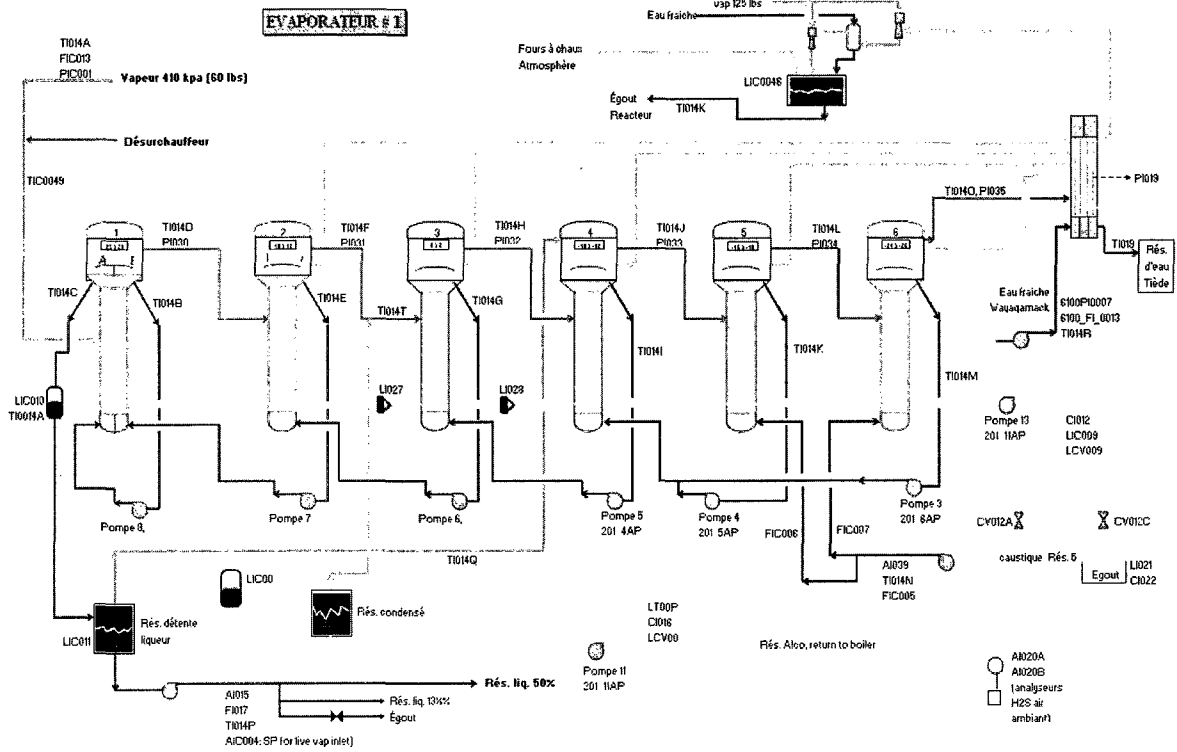 vap 125 lbs
Eau fraiche
EVAPORATEUR # 1
TI014A
FIC013
PIC001
Vapeur 410 kpa (60 lbs)
Fours à chaux
Atmosphère
LIC0046
Égout
Reacteur
TI014K
Désurchauffeur
TIC0049
PI019
TI014O, PI035
1
TI014D
PI030
2
TI014F
PI031
3
TI014H
PI032
4
TI014J
PI033
5
TI014L
PI034
6
TI019
Rés.
d'eau
Tiède
A
TI014C
TI014B
TI014E
TI014T
TI014G
TI014I
TI014K
TI014M
Eau fraiche
Wayagamack
6100PI0007
6100_FI_0013
TI014R
LIC010
TI0014A
LI027
LI028
Pompe 13
201 11AP
CI012
LIC009
LCV009
Pompe 8,
Pompe 7
Pompe 6,
Pompe 5
201 4AP
Pompe 4
201 5AP
FIC006
FIC007
Pompe 3
201 6AP
CV012A
CV012C
TI014Q
AI039
TI014N
FIC005
caustique Rés. 5
Egout
LI021
CI022
LIC00
Rés. détente
liqueur
LIC011
Rés. condensé
LT00P
CI016
LCV00
Rés. Alco, return to boiler
Pompe 11
201 11AP
AI020A
AI020B
(analyseurs
H2S air
ambiant)
Rés. liq. 50%
AI015
FI017
TI014P
AIC004: SP for live vap inlet)
Rés. liq. 13½%
Égout